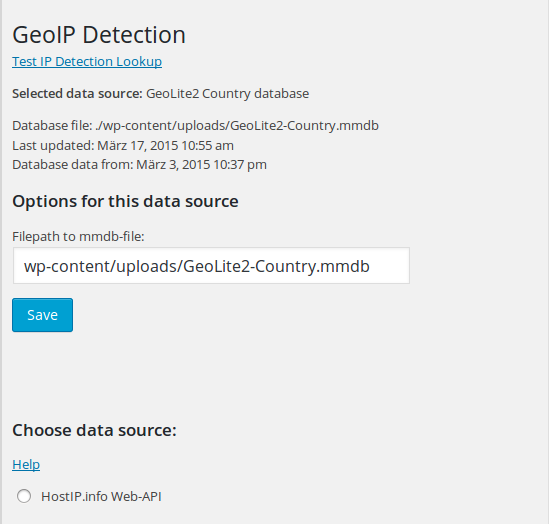 GeoIP Detection
Test IP Detection Lookup
Selected data source: GeoLite2 Country database
Database file: ./wp-content/uploads/GeoLite2-Country.mmdb
Last updated: März 17, 2015 10:55 am
Database data from: März 3, 2015 10:37 pm
Options for this data source
Filepath to mmdb-file:
wp-content/uploads/GeoLite2-Country.mmdb
Save
Choose data source:
Help
HostIP.info Web-API